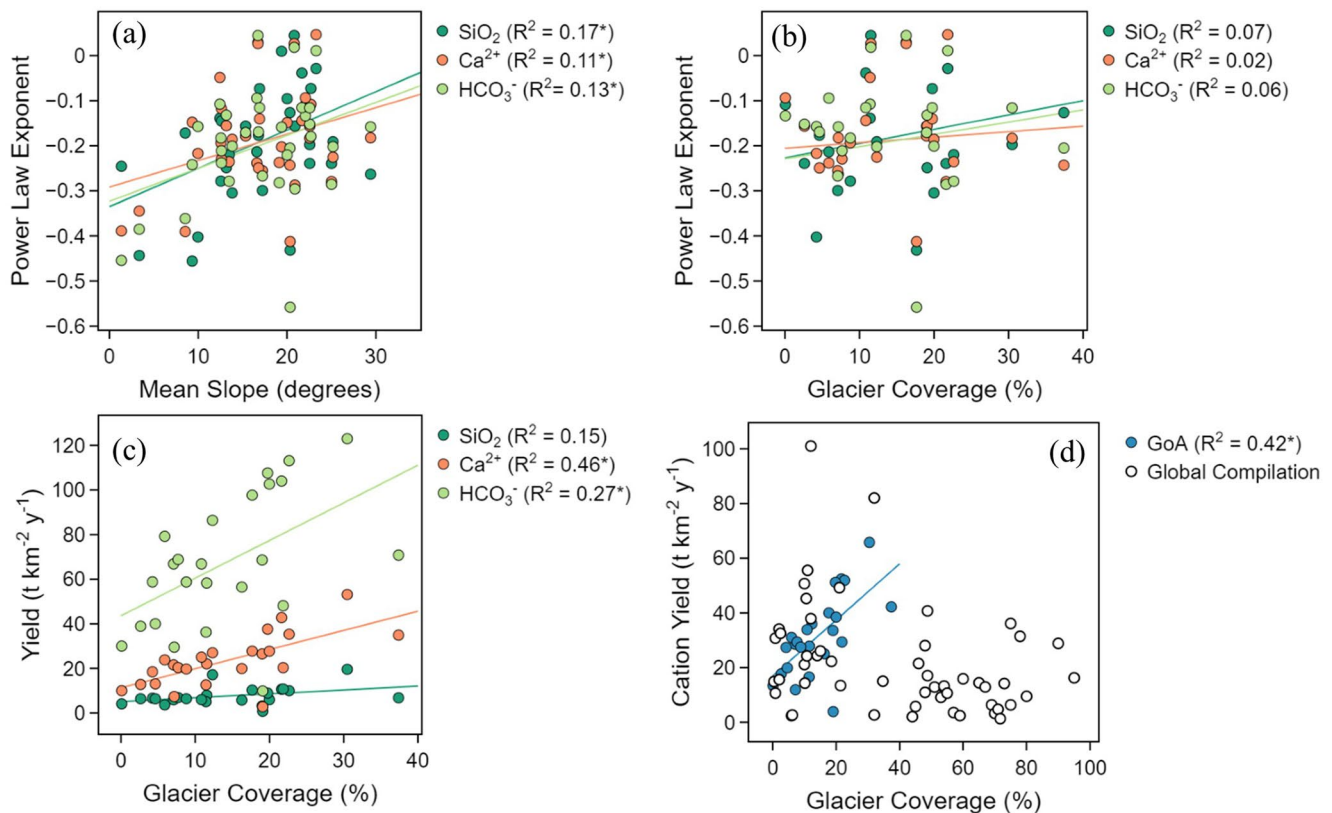 (a)
SiO₂ (R² = 0.17*)
Ca²⁺ (R² = 0.11*)
HCO₃⁻ (R²= 0.13*)
Power Law Exponent
0
−0.1
−0.2
−0.3
−0.4
−0.5
−0.6
0 10 20 30
Mean Slope (degrees)
(b)
SiO₂ (R² = 0.07)
Ca²⁺ (R² = 0.02)
HCO₃⁻ (R² = 0.06)
Power Law Exponent
0
−0.1
−0.2
−0.3
−0.4
−0.5
−0.6
0 10 20 30 40
Glacier Coverage (%)
(c)
SiO₂ (R² = 0.15)
Ca²⁺ (R² = 0.46*)
HCO₃⁻ (R² = 0.27*)
Yield (t km⁻² y⁻¹)
120
100
80
60
40
20
0
0 10 20 30 40
Glacier Coverage (%)
(d)
GoA (R² = 0.42*)
Global Compilation
Cation Yield (t km⁻² y⁻¹)
100
80
60
40
20
0
0 20 40 60 80 100
Glacier Coverage (%)